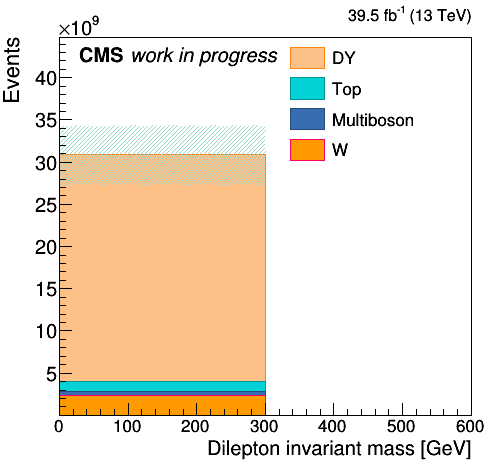 39.5 fb⁻¹ (13 TeV)
×10⁹
Events
CMS work in progress
DY
Top
Multiboson
W
40
35
30
25
20
15
10
5
0 100 200 300 400 500 600
Dilepton invariant mass [GeV]